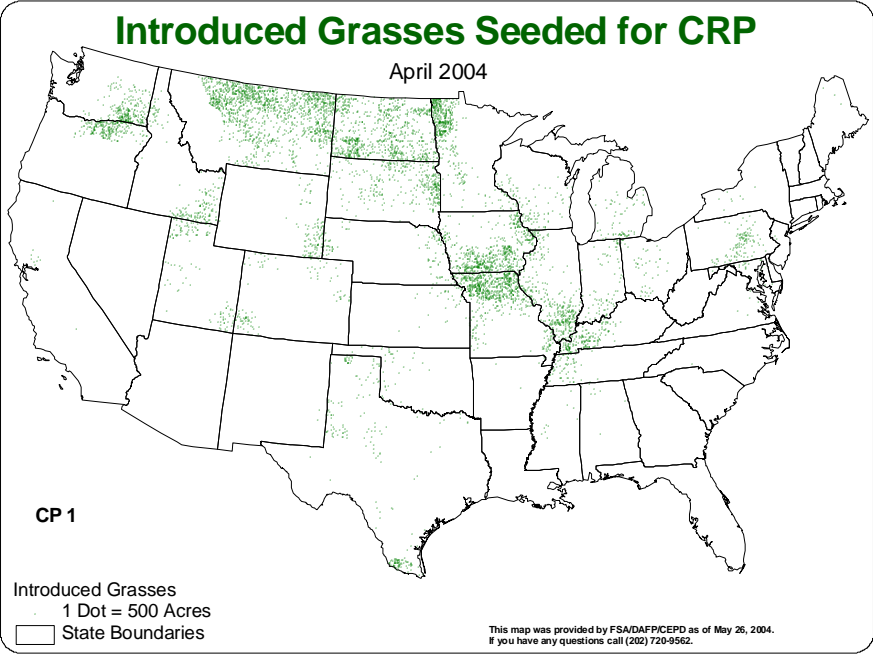 Introduced Grasses Seeded for CRP
April 2004
CP 1
Introduced Grasses
1 Dot = 500 Acres
State Boundaries
This map was provided by FSA/DAFP/CEPD as of May 26, 2004.
If you have any questions call (202) 720-9562.